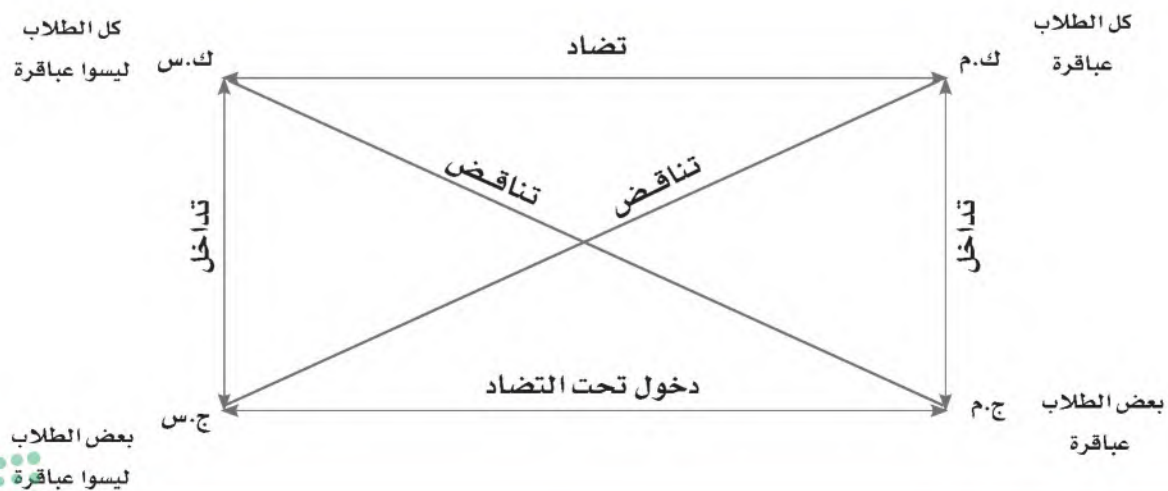 كل الطلاب
عباقرة
ك.م
تضاد
ك.س
كل الطلاب
ليسوا عباقرة
تناقض
تناقض
تداخل
تداخل
دخول تحت التضاد
ج.م
بعض الطلاب
عباقرة
ج.س
بعض الطلاب
ليسوا عباقرة